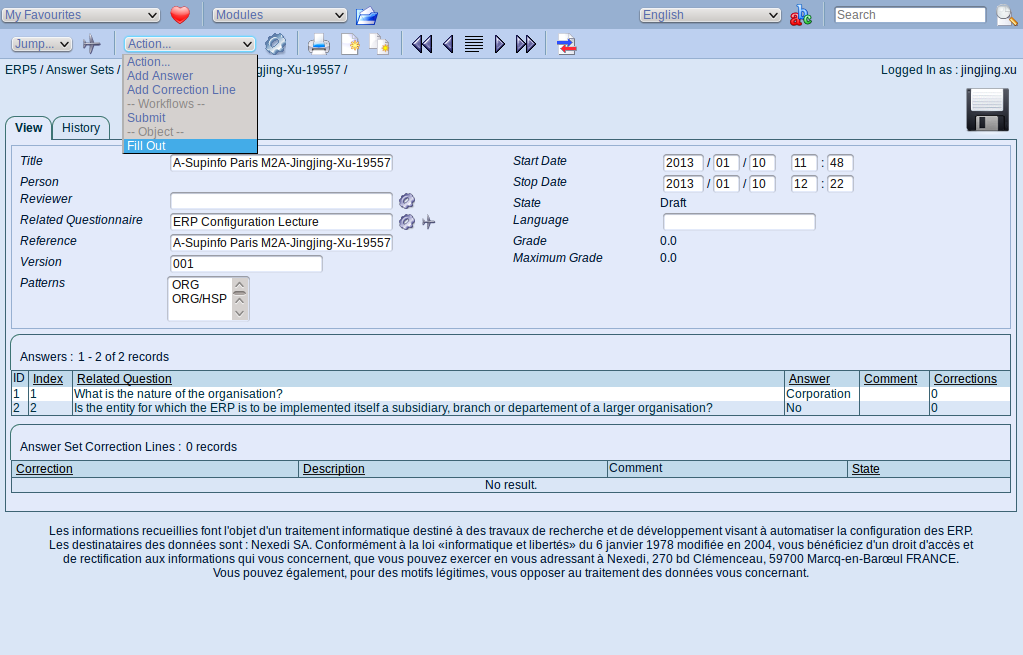 My Favourites Modules English Search
Jump... Action...
ERP5 / Answer Sets / gjing-Xu-19557 / Logged In as : jingjing.xu
Action...
Add Answer
Add Correction Line
-- Workflows --
Submit
-- Object --
Fill Out
View History
Title A-Supinfo Paris M2A-Jingjing-Xu-19557 Start Date 2013 / 01 / 10 11 : 48
Person Stop Date 2013 / 01 / 10 12 : 22
Reviewer State Draft
Related Questionnaire ERP Configuration Lecture Language
Reference A-Supinfo Paris M2A-Jingjing-Xu-19557 Grade 0.0
Version 001 Maximum Grade 0.0
Patterns ORG
ORG/HSP
Answers : 1 - 2 of 2 records
ID Index Related Question Answer Comment Corrections
1 1 What is the nature of the organisation? Corporation 0
2 2 Is the entity for which the ERP is to be implemented itself a subsidiary, branch or departement of a larger organisation? No 0
Answer Set Correction Lines : 0 records
Correction Description Comment State
No result.
Les informations recueillies font l'objet d'un traitement informatique destiné à des travaux de recherche et de développement visant à automatiser la configuration des ERP.
Les destinataires des données sont : Nexedi SA. Conformément à la loi «informatique et libertés» du 6 janvier 1978 modifiée en 2004, vous bénéficiez d'un droit d'accès et
de rectification aux informations qui vous concernent, que vous pouvez exercer en vous adressant à Nexedi, 270 bd Clémenceau, 59700 Marcq-en-Barœul FRANCE.
Vous pouvez également, pour des motifs légitimes, vous opposer au traitement des données vous concernant.